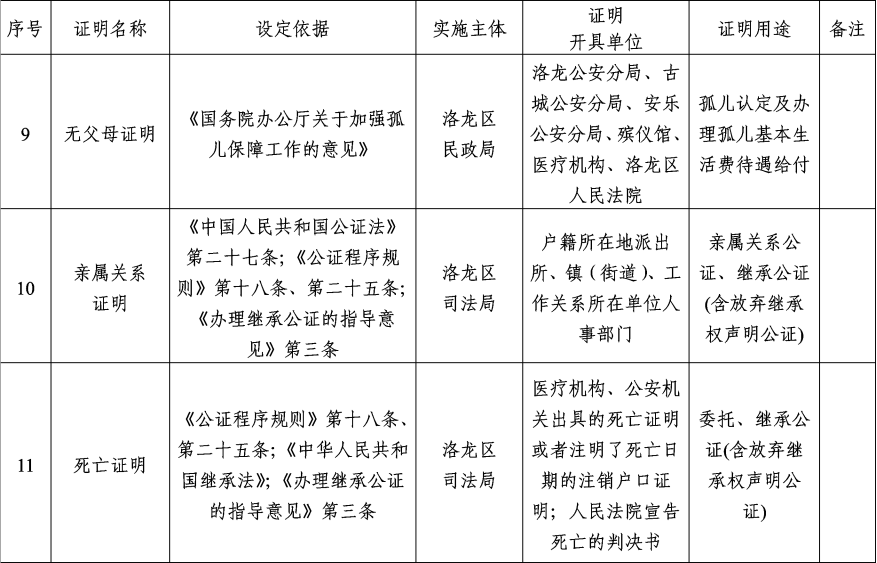 序号 证明名称 设定依据 实施主体 证明
开具单位 证明用途 备注
9 无父母证明 《国务院办公厅关于加强孤
儿保障工作的意见》 洛龙区
民政局 洛龙公安分局、古
城公安分局、安乐
公安分局、殡仪馆、
医疗机构、洛龙区
人民法院 孤儿认定及办
理孤儿基本生
活费待遇给付
10 亲属关系
证明 《中国人民共和国公证法》
第二十七条；《公证程序规
则》第十八条、第二十五条；
《办理继承公证的指导意
见》第三条 洛龙区
司法局 户籍所在地派出
所、镇（街道）、工
作关系所在单位人
事部门 亲属关系公
证、继承公证
(含放弃继承
权声明公证)
11 死亡证明 《公证程序规则》第十八条、
第二十五条；《中华人民共和
国继承法》；《办理继承公证
的指导意见》第三条 洛龙区
司法局 医疗机构、公安机
关出具的死亡证明
或者注明了死亡日
期的注销户口证
明；人民法院宣告
死亡的判决书 委托、继承公
证(含放弃继
承权声明公
证)